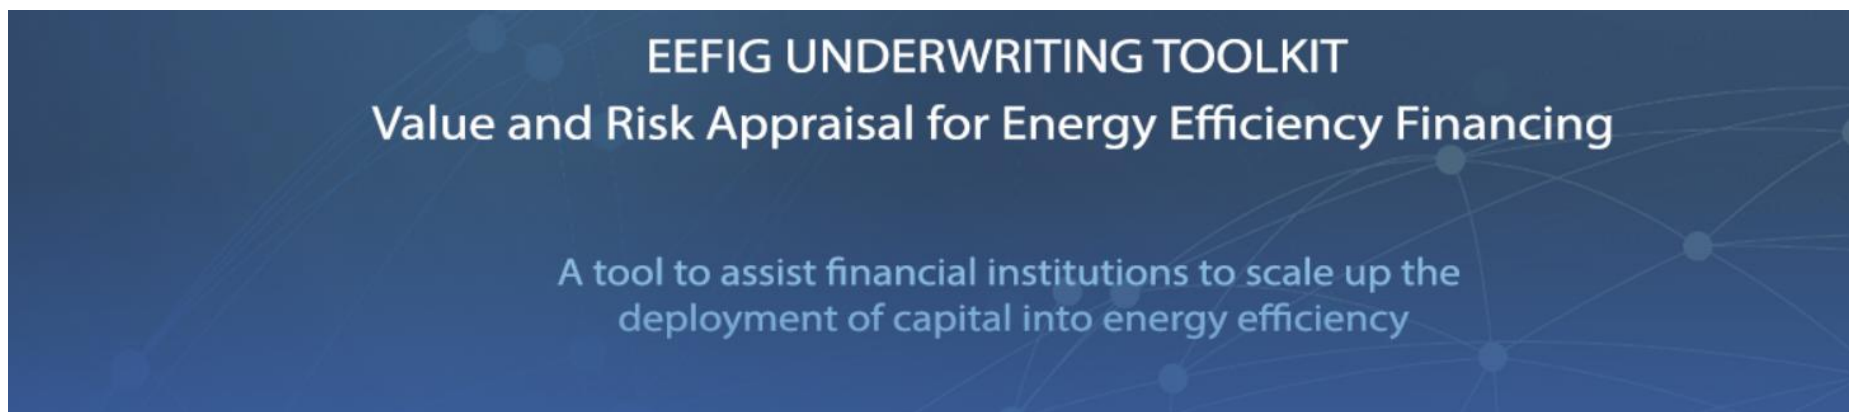 EEFIG UNDERWRITING TOOLKIT
Value and Risk Appraisal for Energy Efficiency Financing
A tool to assist financial institutions to scale up the
deployment of capital into energy efficiency